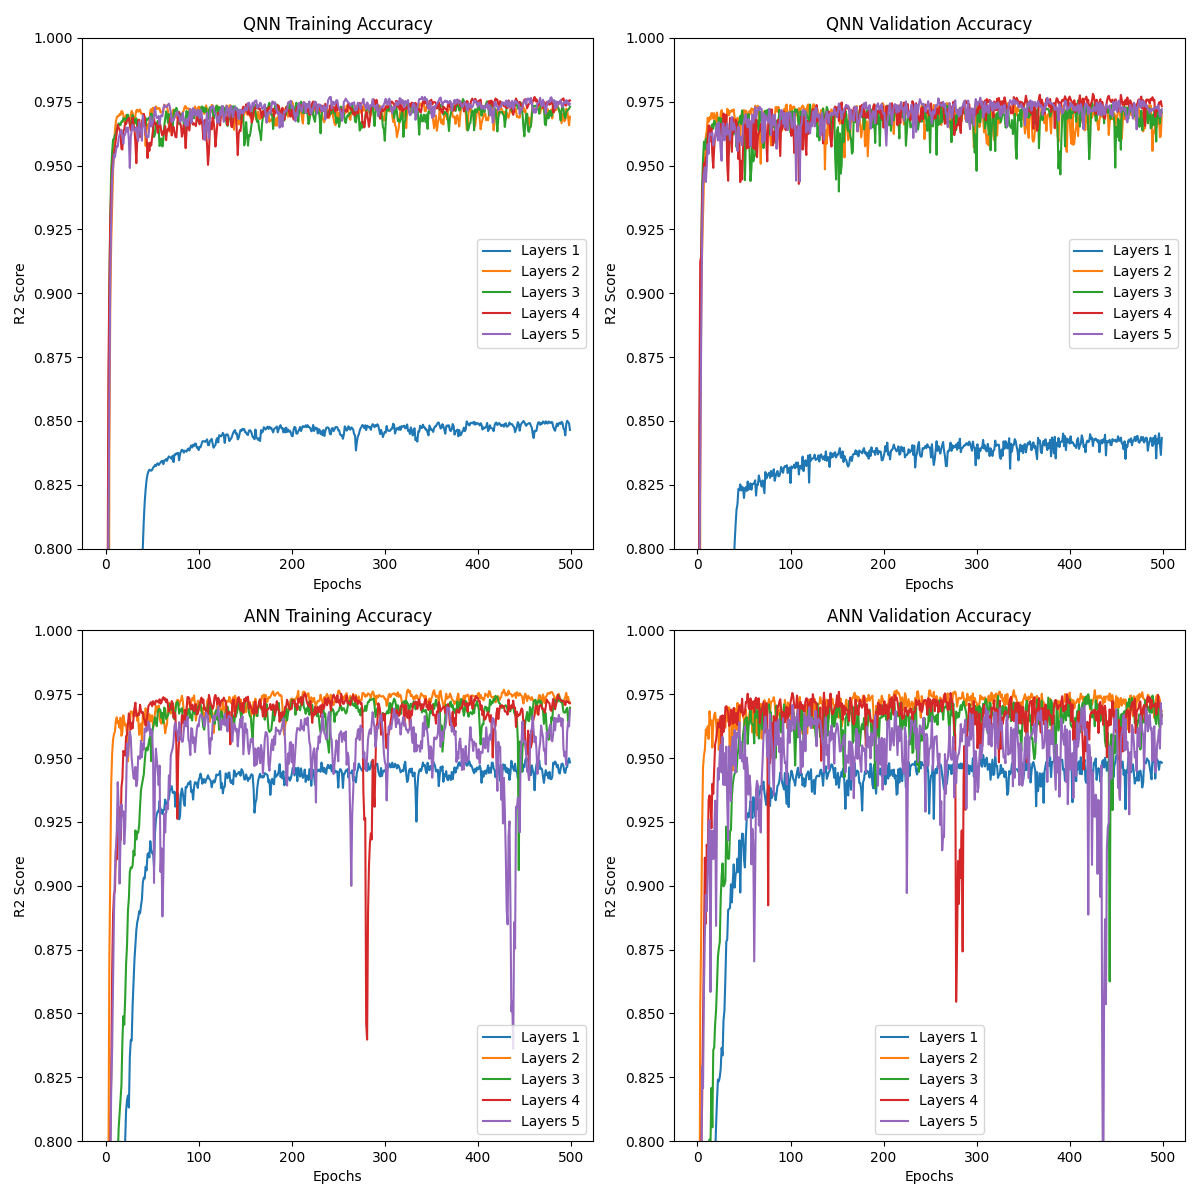 QNN Training Accuracy
1.000
0.975
0.950
0.925
0.900
0.875
0.850
0.825
0.800
R2 Score
Layers 1
Layers 2
Layers 3
Layers 4
Layers 5
0 100 200 300 400 500
Epochs
QNN Validation Accuracy
1.000
0.975
0.950
0.925
0.900
0.875
0.850
0.825
0.800
R2 Score
Layers 1
Layers 2
Layers 3
Layers 4
Layers 5
0 100 200 300 400 500
Epochs
ANN Training Accuracy
1.000
0.975
0.950
0.925
0.900
0.875
0.850
0.825
0.800
R2 Score
Layers 1
Layers 2
Layers 3
Layers 4
Layers 5
0 100 200 300 400 500
Epochs
ANN Validation Accuracy
1.000
0.975
0.950
0.925
0.900
0.875
0.850
0.825
0.800
R2 Score
Layers 1
Layers 2
Layers 3
Layers 4
Layers 5
0 100 200 300 400 500
Epochs